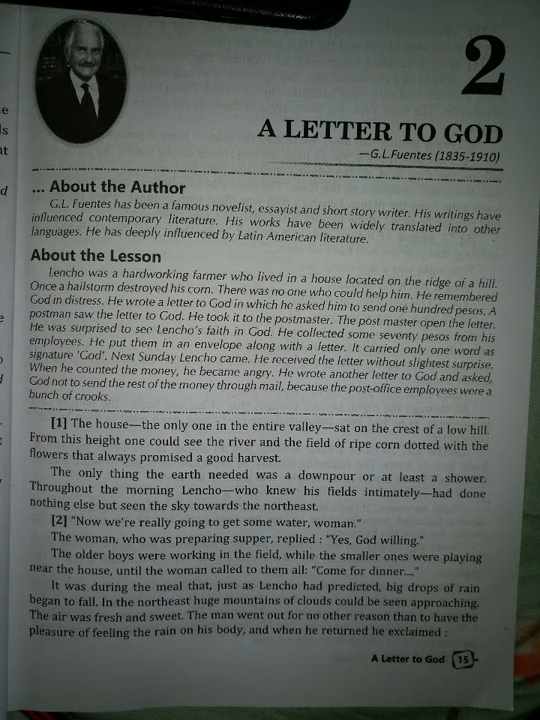 2
A LETTER TO GOD
—G.L.Fuentes (1835-1910)
... About the Author
G.L. Fuentes has been a famous novelist, essayist and short story writer. His writings have
influenced contemporary literature. His works have been widely translated into other
languages. He has deeply influenced by Latin American literature.
About the Lesson
Lencho was a hardworking farmer who lived in a house located on the ridge of a hill.
Once a hailstorm destroyed his corn. There was no one who could help him. He remembered
God in distress. He wrote a letter to God in which he asked him to send one hundred pesos. A
postman saw the letter to God. He took it to the postmaster. The post master open the letter.
He was surprised to see Lencho's faith in God. He collected some seventy pesos from his
employees. He put them in an envelope along with a letter. It carried only one word as
signature 'God'. Next Sunday Lencho came. He received the letter without slightest surprise.
When he counted the money, he became angry. He wrote another letter to God and asked,
God not to send the rest of the money through mail, because the post-office employees were a
bunch of crooks.
[1] The house—the only one in the entire valley—sat on the crest of a low hill.
From this height one could see the river and the field of ripe corn dotted with the
flowers that always promised a good harvest.
The only thing the earth needed was a downpour or at least a shower.
Throughout the morning Lencho—who knew his fields intimately—had done
nothing else but seen the sky towards the northeast.
[2] "Now we're really going to get some water, woman."
The woman, who was preparing supper, replied : "Yes, God willing."
The older boys were working in the field, while the smaller ones were playing
near the house, until the woman called to them all: "Come for dinner...."
It was during the meal that, just as Lencho had predicted, big drops of rain
began to fall. In the northeast huge mountains of clouds could be seen approaching.
The air was fresh and sweet. The man went out for no other reason than to have the
pleasure of feeling the rain on his body, and when he returned he exclaimed :
A Letter to God 15